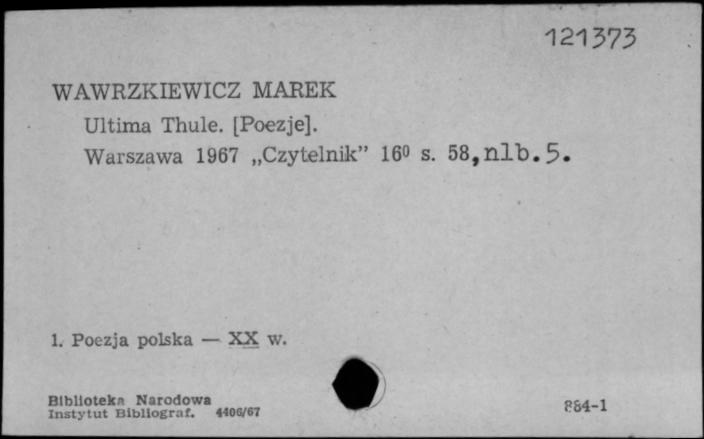 121373
WAWRZKIEWICZ MAREK
Ultima Thule. [Poezje].
Warszawa 1967 „Czytelnik” 16⁰ s. 58, nlb. 5.
1. Poezja polska — XX w.
Biblioteka Narodowa
Instytut Bibliograf. 4406/67
884-1